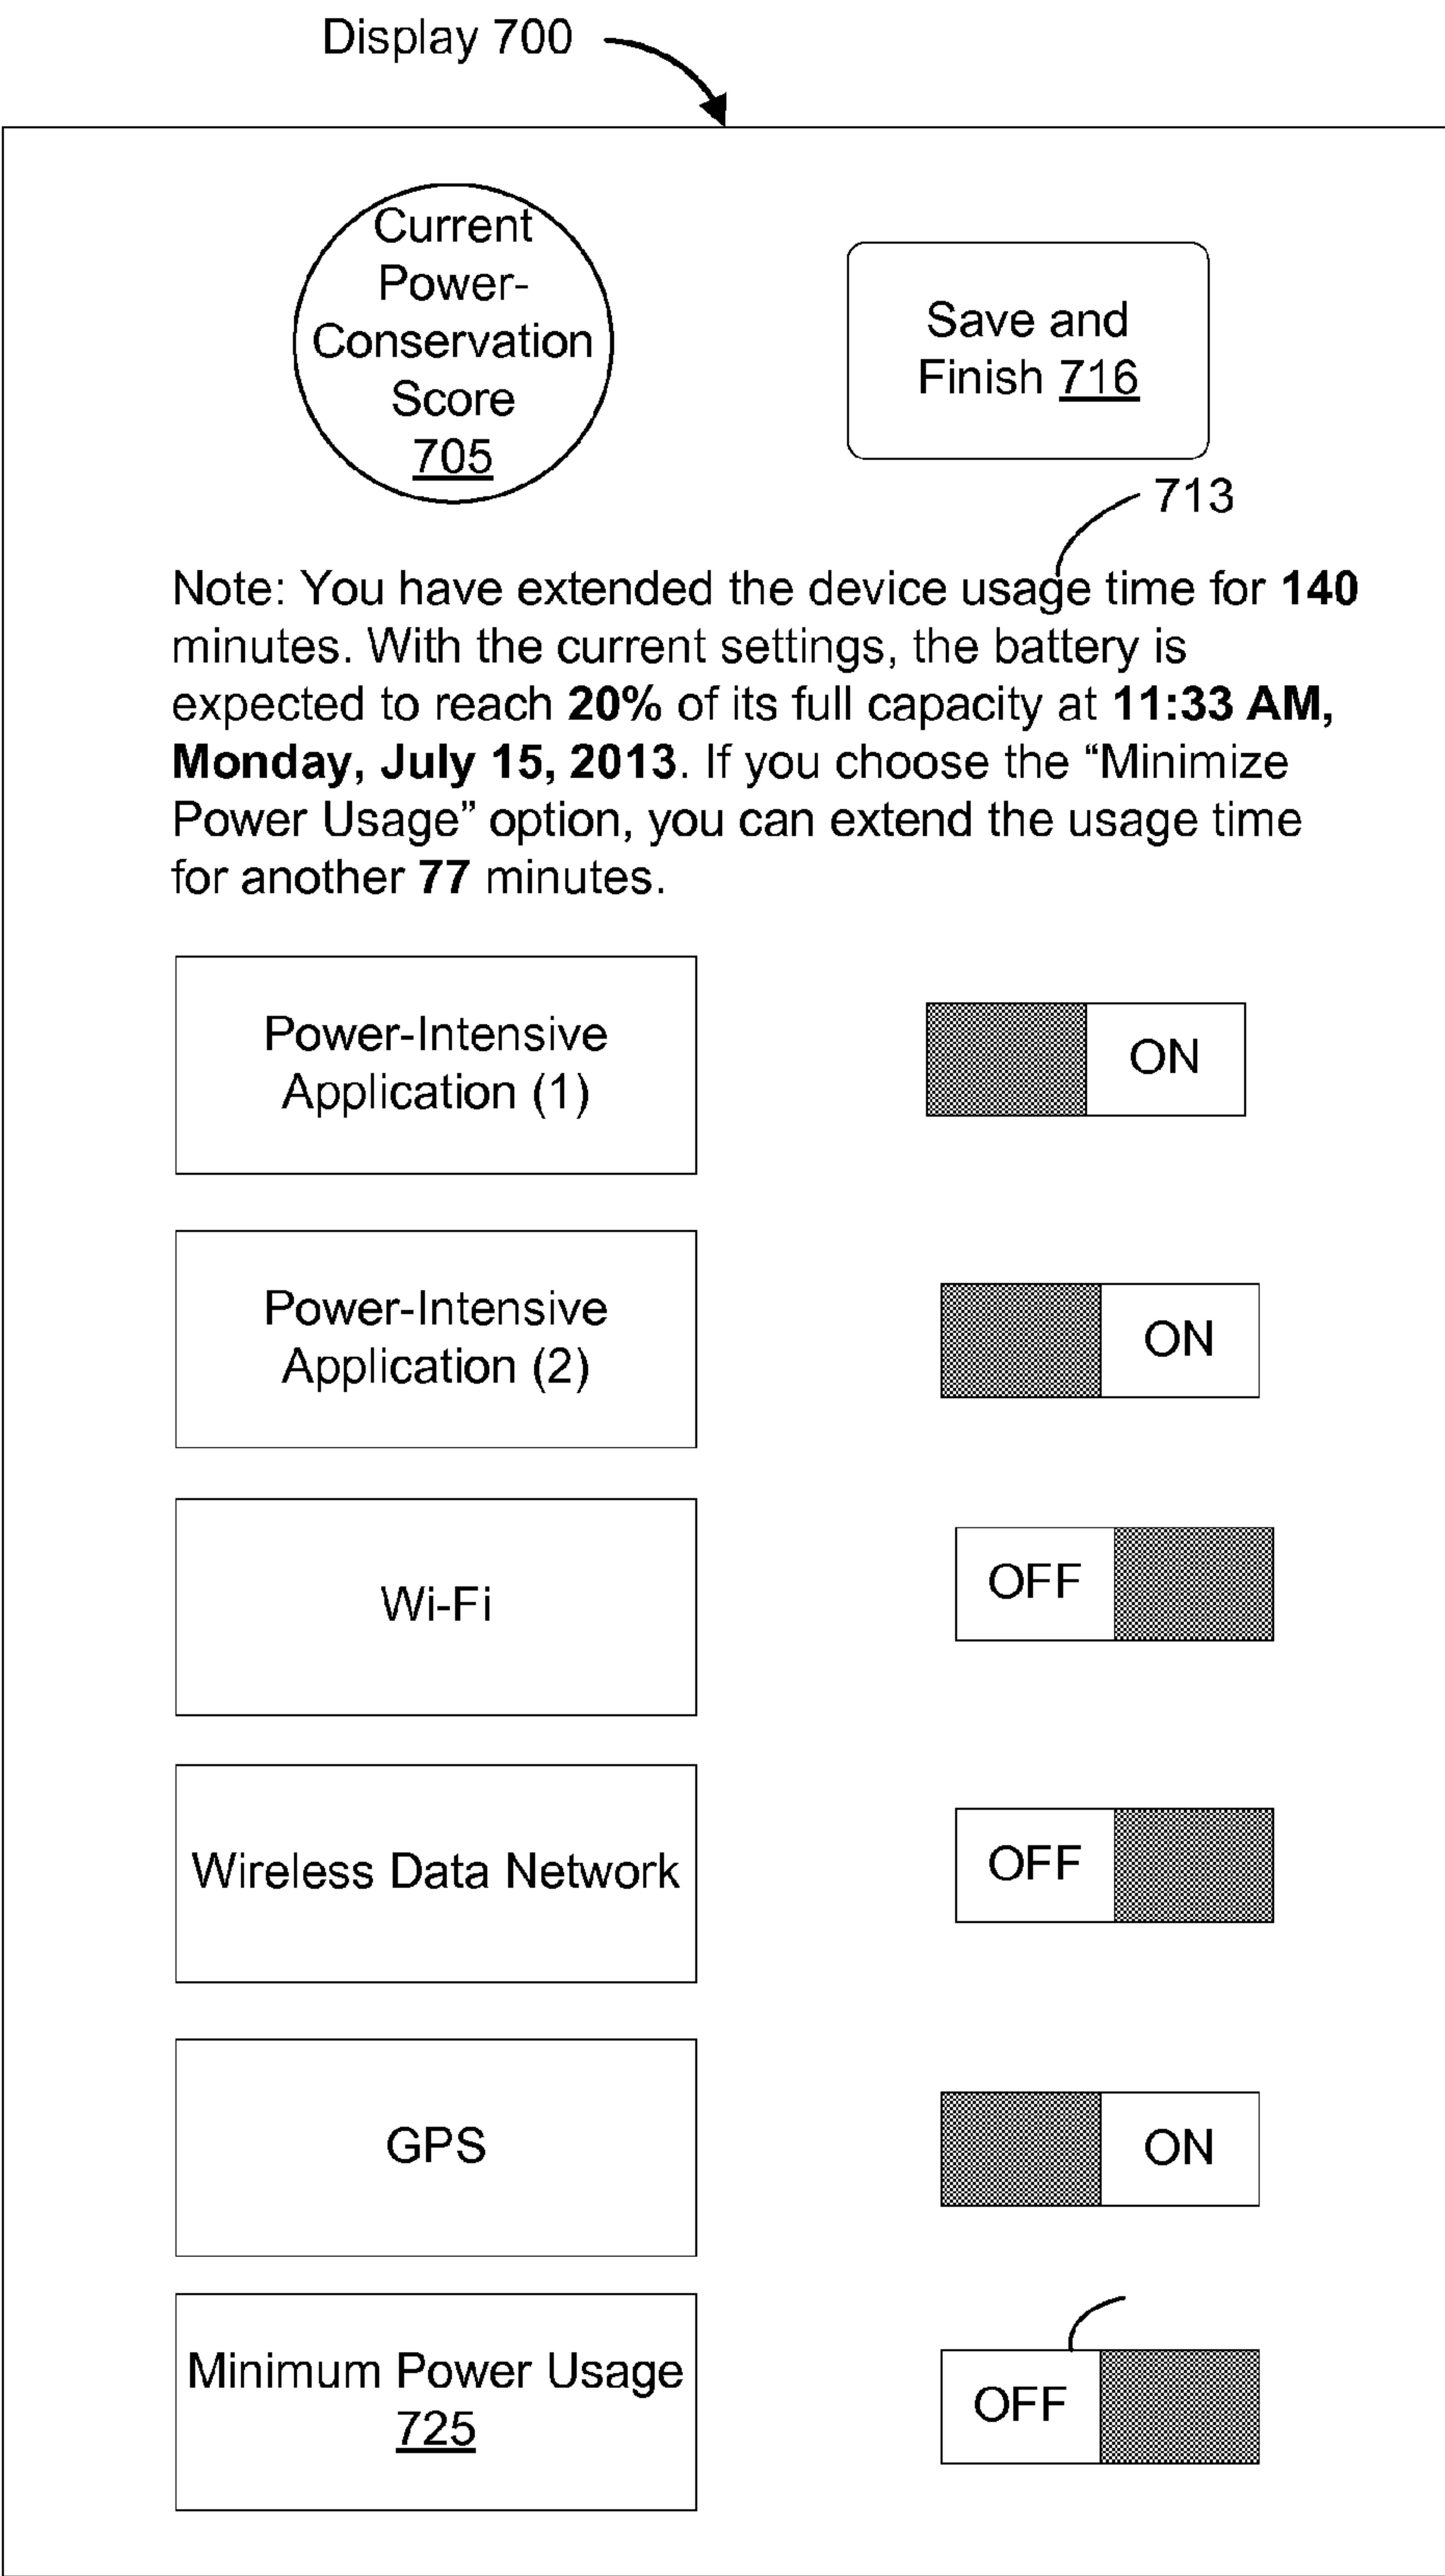 Display 700
Current
Power-
Conservation
Score
705
Save and
Finish 716
713
Note: You have extended the device usage time for 140
minutes. With the current settings, the battery is
expected to reach 20% of its full capacity at 11:33 AM,
Monday, July 15, 2013. If you choose the “Minimize
Power Usage” option, you can extend the usage time
for another 77 minutes.
Power-Intensive
Application (1)
ON
Power-Intensive
Application (2)
ON
Wi-Fi
OFF
Wireless Data Network
OFF
GPS
ON
Minimum Power Usage
725
OFF